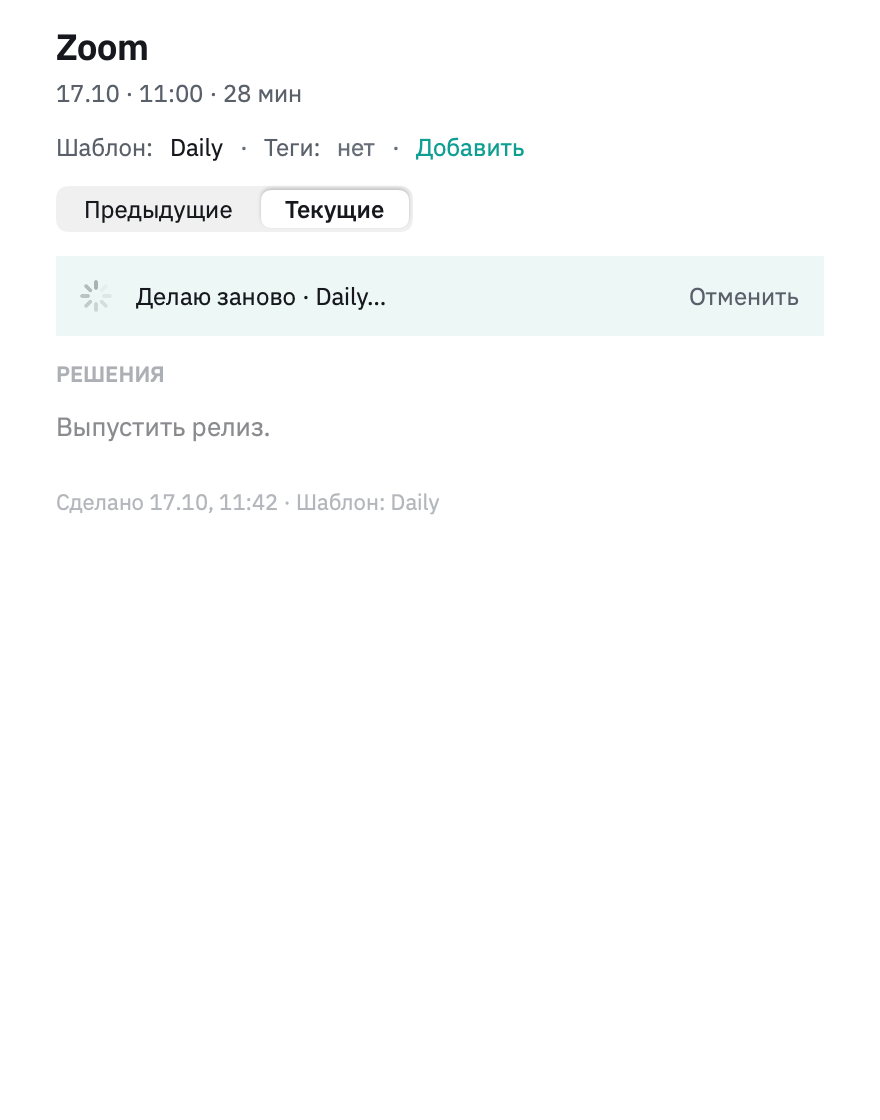 Zoom
17.10 · 11:00 · 28 мин
Шаблон: Daily · Теги: нет · Добавить
Предыдущие Текущие
Делаю заново · Daily... Отменить
РЕШЕНИЯ
Выпустить релиз.
Сделано 17.10, 11:42 · Шаблон: Daily